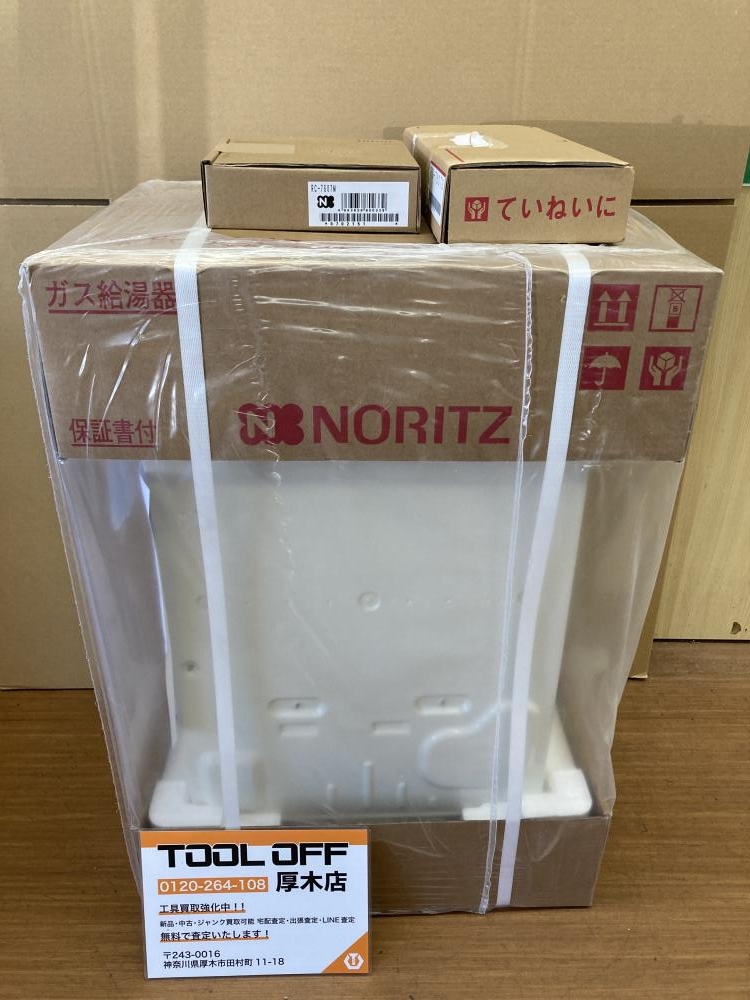 RC-7607M
ていねいに
ガス給湯器
保証書付
NORITZ
TOOL OFF
0120-264-108 厚木店
工具買取強化中!!
新品・中古・ジャンク買取可能 宅配査定・出張査定・LINE査定
無料で査定いたします!
〒243-0016
神奈川県厚木市田村町11-18